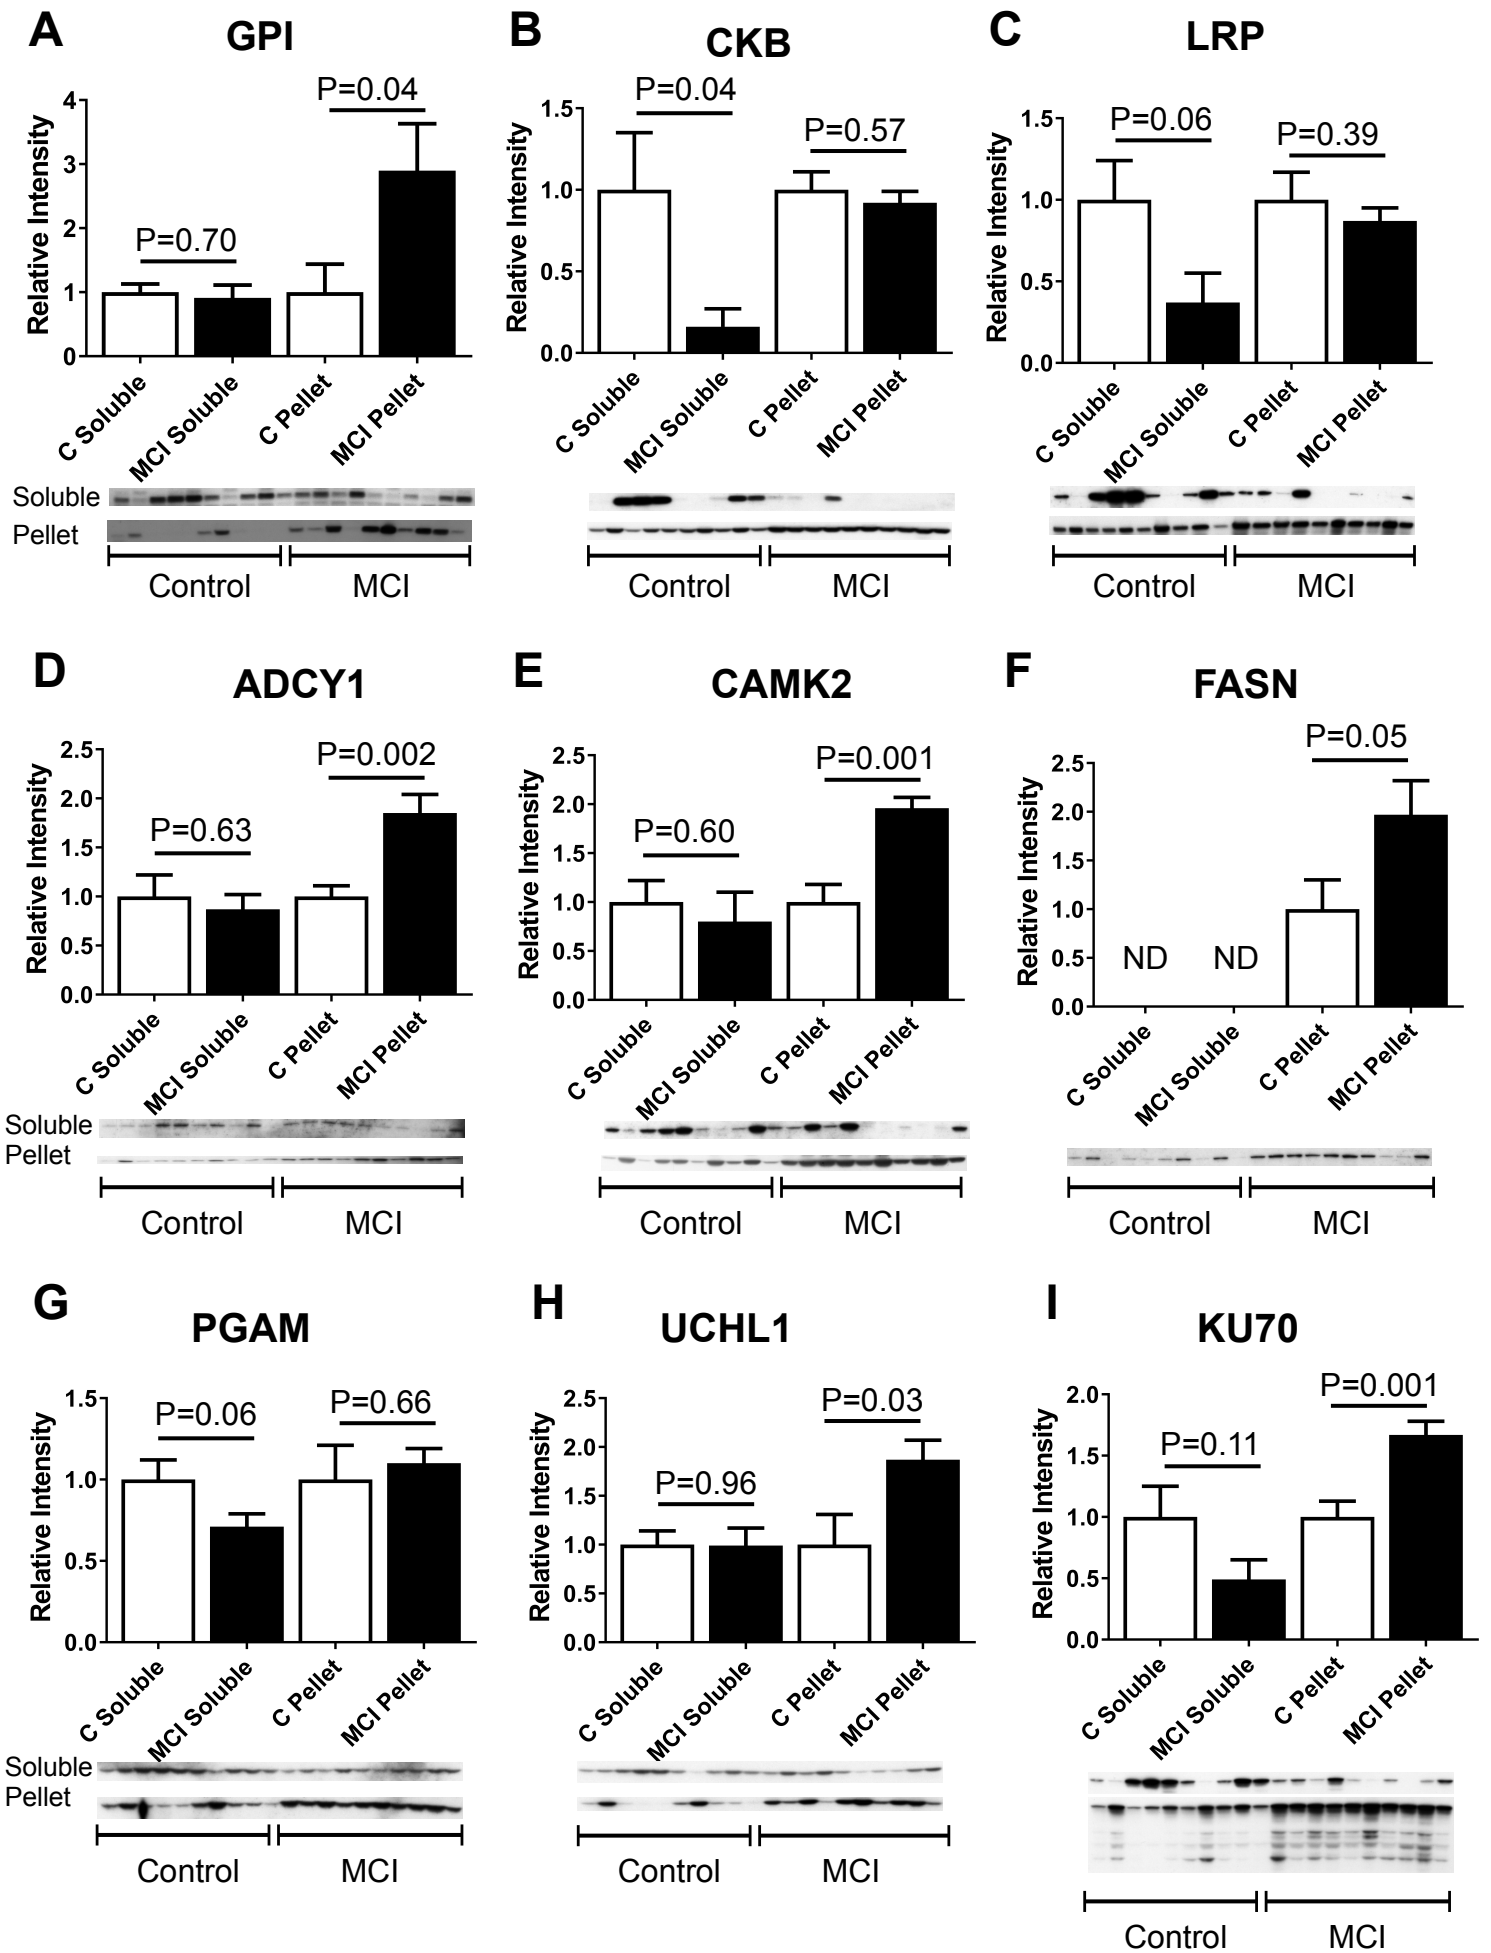 A
GPI
Relative Intensity
4
3
2
1
0
P=0.70
P=0.04
C Soluble
MCI Soluble
C Pellet
MCI Pellet
Soluble
Pellet
Control
MCI
B
CKB
Relative Intensity
1.5
1.0
0.5
0.0
P=0.04
P=0.57
C Soluble
MCI Soluble
C Pellet
MCI Pellet
Control
MCI
C
LRP
Relative Intensity
1.5
1.0
0.5
0.0
P=0.06
P=0.39
C Soluble
MCI Soluble
C Pellet
MCI Pellet
Control
MCI
D
ADCY1
Relative Intensity
2.5
2.0
1.5
1.0
0.5
0.0
P=0.63
P=0.002
C Soluble
MCI Soluble
C Pellet
MCI Pellet
Soluble
Pellet
Control
MCI
E
CAMK2
Relative Intensity
2.5
2.0
1.5
1.0
0.5
0.0
P=0.60
P=0.001
C Soluble
MCI Soluble
C Pellet
MCI Pellet
Control
MCI
F
FASN
Relative Intensity
2.5
2.0
1.5
1.0
0.5
0.0
ND
ND
P=0.05
C Soluble
MCI Soluble
C Pellet
MCI Pellet
Control
MCI
G
PGAM
Relative Intensity
1.5
1.0
0.5
0.0
P=0.06
P=0.66
C Soluble
MCI Soluble
C Pellet
MCI Pellet
Soluble
Pellet
Control
MCI
H
UCHL1
Relative Intensity
2.5
2.0
1.5
1.0
0.5
0.0
P=0.96
P=0.03
C Soluble
MCI Soluble
C Pellet
MCI Pellet
Control
MCI
I
KU70
Relative Intensity
2.0
1.5
1.0
0.5
0.0
P=0.11
P=0.001
C Soluble
MCI Soluble
C Pellet
MCI Pellet
Control
MCI